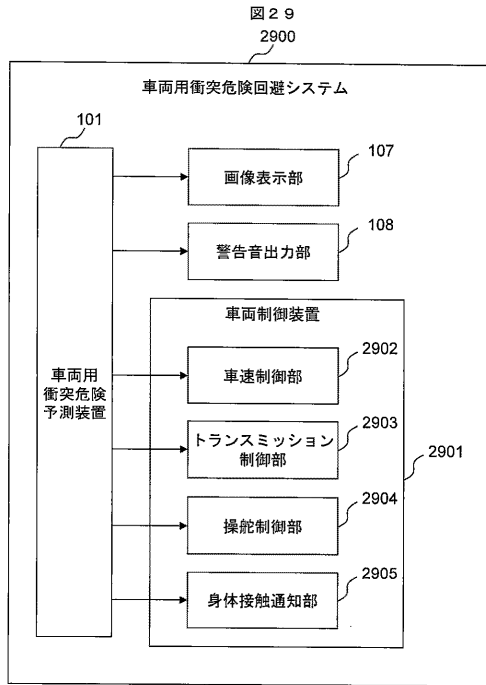 図２９
2900
車両用衝突危険回避システム
101
車両用
衝突危険
予測装置
画像表示部
107
警告音出力部
108
車両制御装置
車速制御部
2902
トランスミッション
制御部
2903
2901
操舵制御部
2904
身体接触通知部
2905